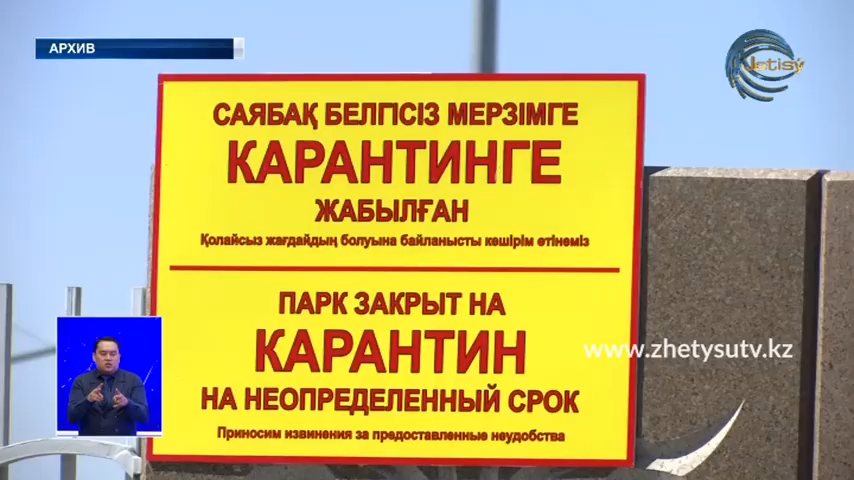 АРХИВ
Jetisý
САЯБАҚ БЕЛГІСІЗ МЕРЗІМГЕ
КАРАНТИНГЕ
ЖАБЫЛҒАН
Қолайсыз жағдайдың болуына байланысты кешірім өтінеміз
ПАРК ЗАКРЫТ НА
КАРАНТИН
НА НЕОПРЕДЕЛЕННЫЙ СРОК
Приносим извинения за предоставленные неудобства
www.zhetysutv.kz